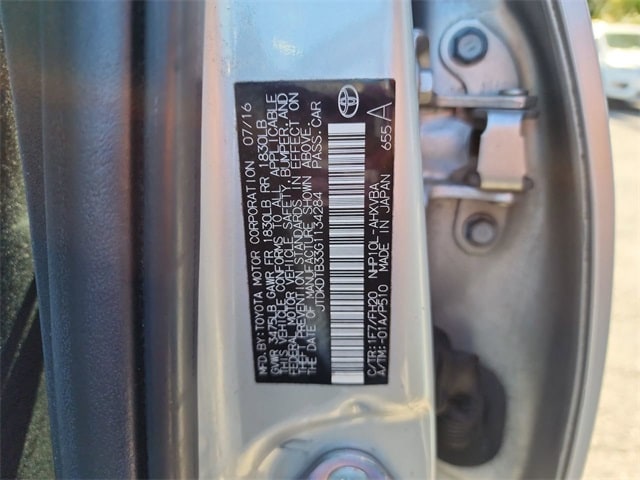 MFD.BY:TOYOTA MOTOR CORPORATION 07/16
GVWR 3475LB GAWR FR 1830LB RR 1830LB
THIS VEHICLE CONFORMS TO ALL APPLICABLE
FEDERAL MOTOR VEHICLE SAFETY, BUMPER, AND
THEFT PREVENTION STANDARDS IN EFFECT ON
THE DATE OF MANUFACTURE SHOWN ABOVE.
JTDKDTB33G1134284 PASS.CAR
C/TR:1F7/FH20 NHP10L-AHXVBA
A/TM:-01A/P510 MADE IN JAPAN 655 A